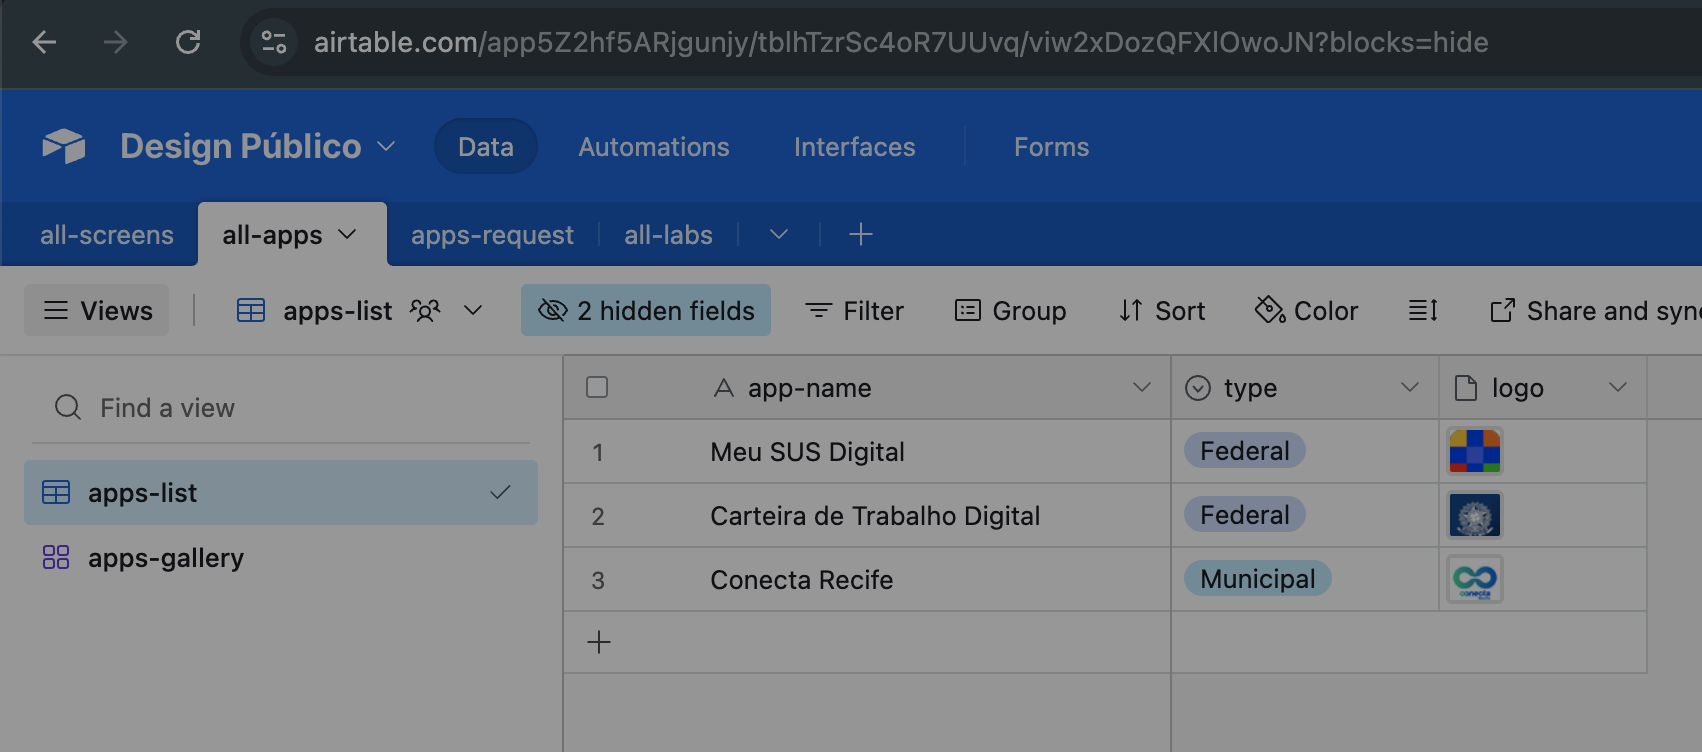 airtable.com/app5Z2hf5ARjgunjy/tblhTzrSc4oR7UUvq/viw2xDozQFXlOwoJN?blocks=hide
Design Público Data Automations Interfaces Forms
all-screens all-apps apps-request all-labs
Views apps-list 2 hidden fields Filter Group Sort Color Share and sync
Find a view
apps-list
apps-gallery
app-name type logo
1 Meu SUS Digital Federal
2 Carteira de Trabalho Digital Federal
3 Conecta Recife Municipal conecta